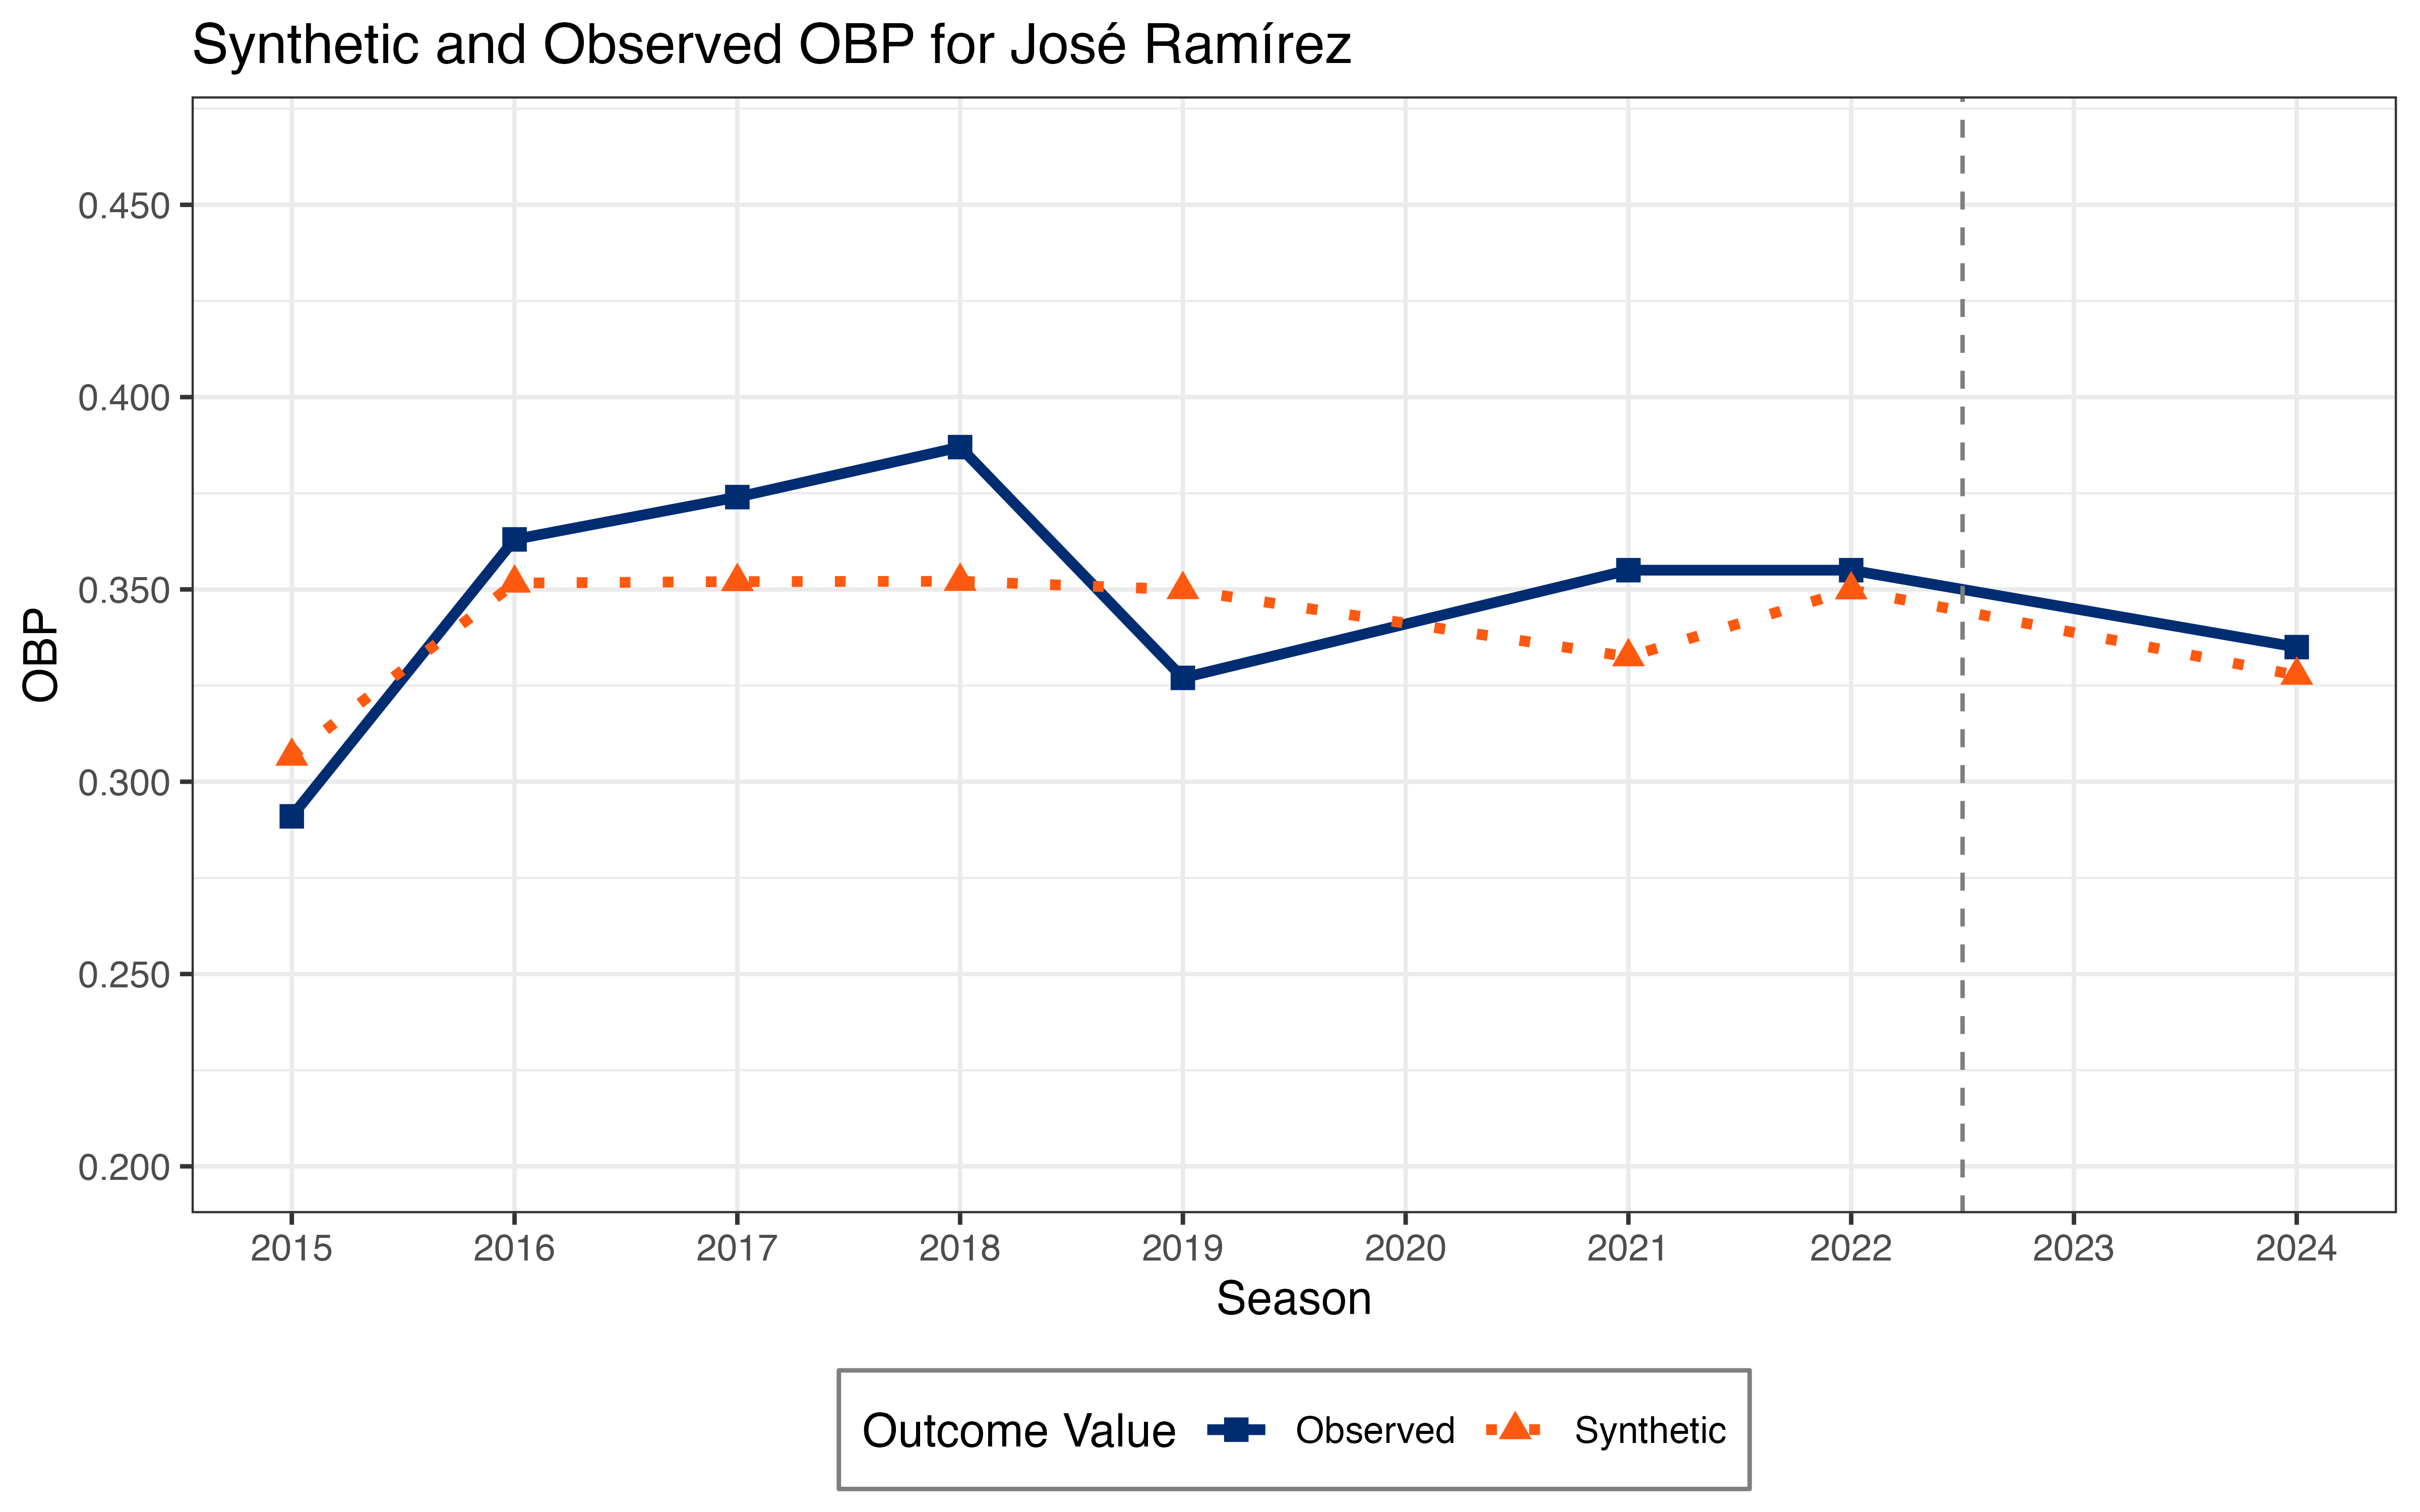 Synthetic and Observed OBP for José Ramírez
OBP
0.450
0.400
0.350
0.300
0.250
0.200
2015 2016 2017 2018 2019 2020 2021 2022 2023 2024
Season
Outcome Value Observed Synthetic